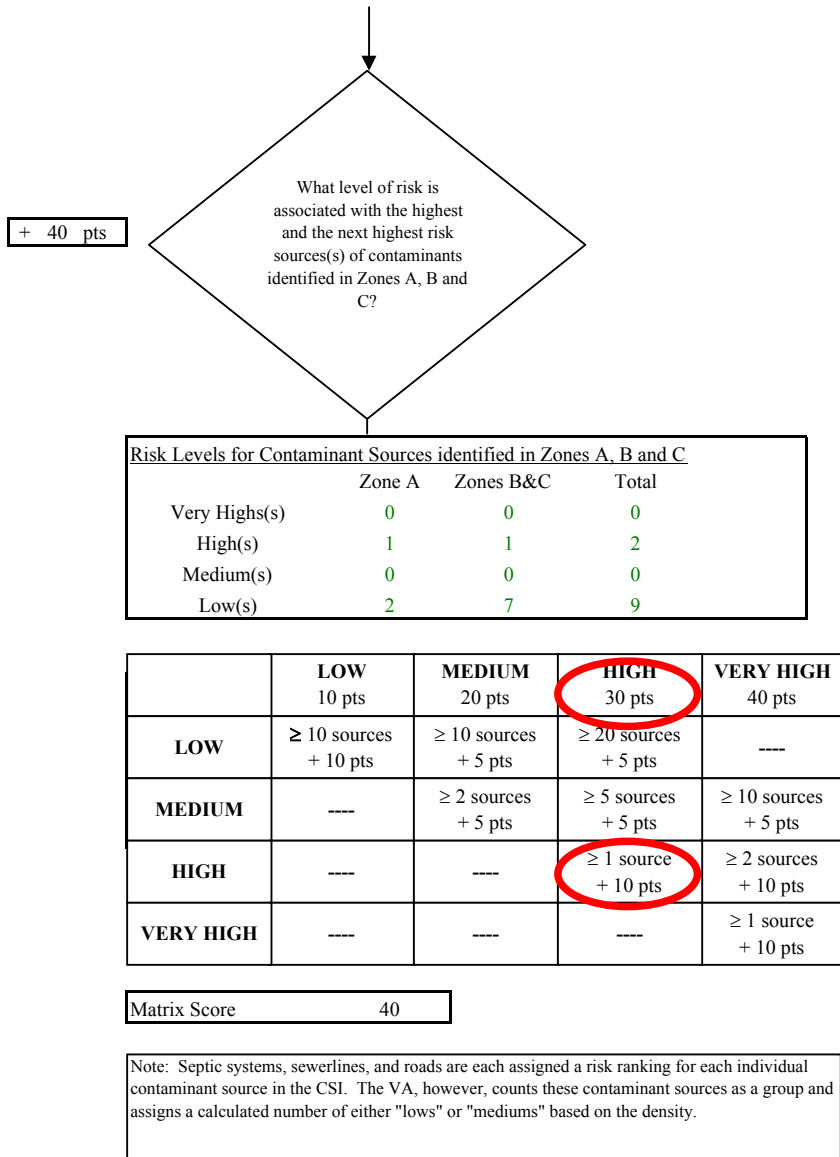 What level of risk is
associated with the highest
and the next highest risk
sources(s) of contaminants
identified in Zones A, B and
C?
+ 40 pts
Risk Levels for Contaminant Sources identified in Zones A, B and C
Zone A Zones B&C Total
Very Highs(s) 0 0 0
High(s) 1 1 2
Medium(s) 0 0 0
Low(s) 2 7 9
LOW MEDIUM HIGH VERY HIGH
10 pts 20 pts 30 pts 40 pts
LOW ≥ 10 sources ≥ 10 sources ≥ 20 sources ----
+ 10 pts + 5 pts + 5 pts
MEDIUM ---- ≥ 2 sources ≥ 5 sources ≥ 10 sources
+ 5 pts + 5 pts + 5 pts
HIGH ---- ---- ≥ 1 source ≥ 2 sources
+ 10 pts + 10 pts
VERY HIGH ---- ---- ---- ≥ 1 source
+ 10 pts
Matrix Score 40
Note: Septic systems, sewerlines, and roads are each assigned a risk ranking for each individual
contaminant source in the CSI. The VA, however, counts these contaminant sources as a group and
assigns a calculated number of either "lows" or "mediums" based on the density.